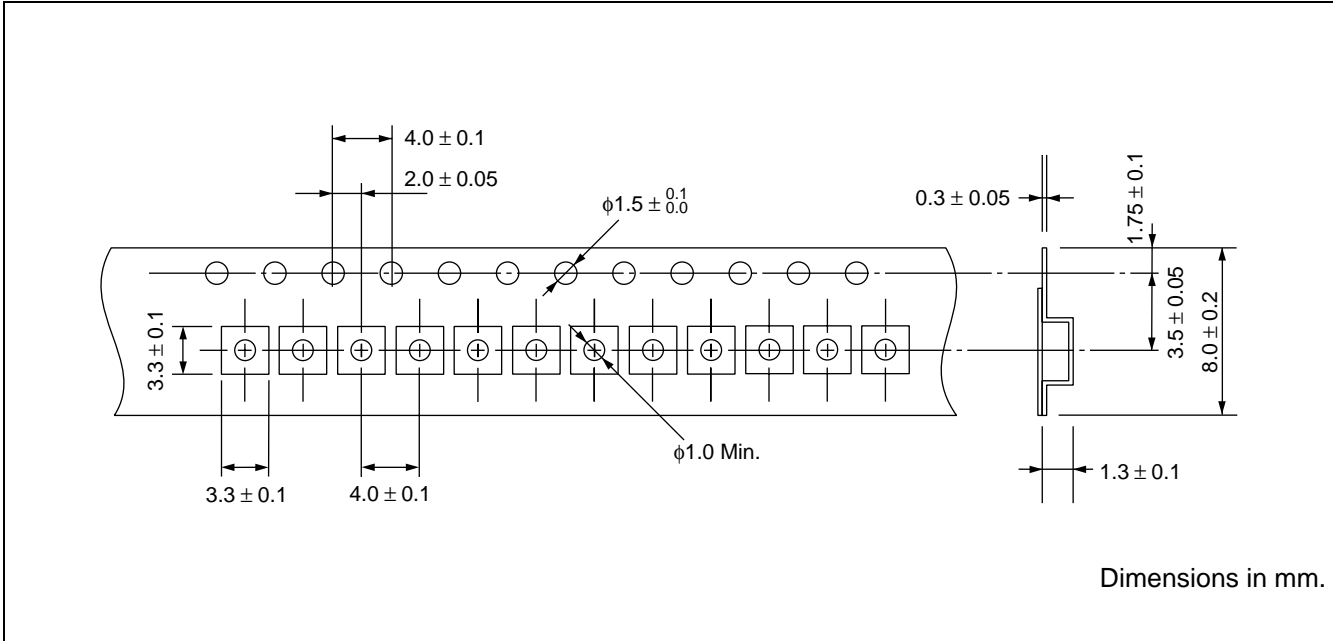 4.0 ± 0.1
2.0 ± 0.05
ϕ1.5 ± 0.1 0.0
0.3 ± 0.05
1.75 ± 0.1
3.5 ± 0.05
8.0 ± 0.2
3.3 ± 0.1
ϕ1.0 Min.
3.3 ± 0.1
4.0 ± 0.1
1.3 ± 0.1
Dimensions in mm.